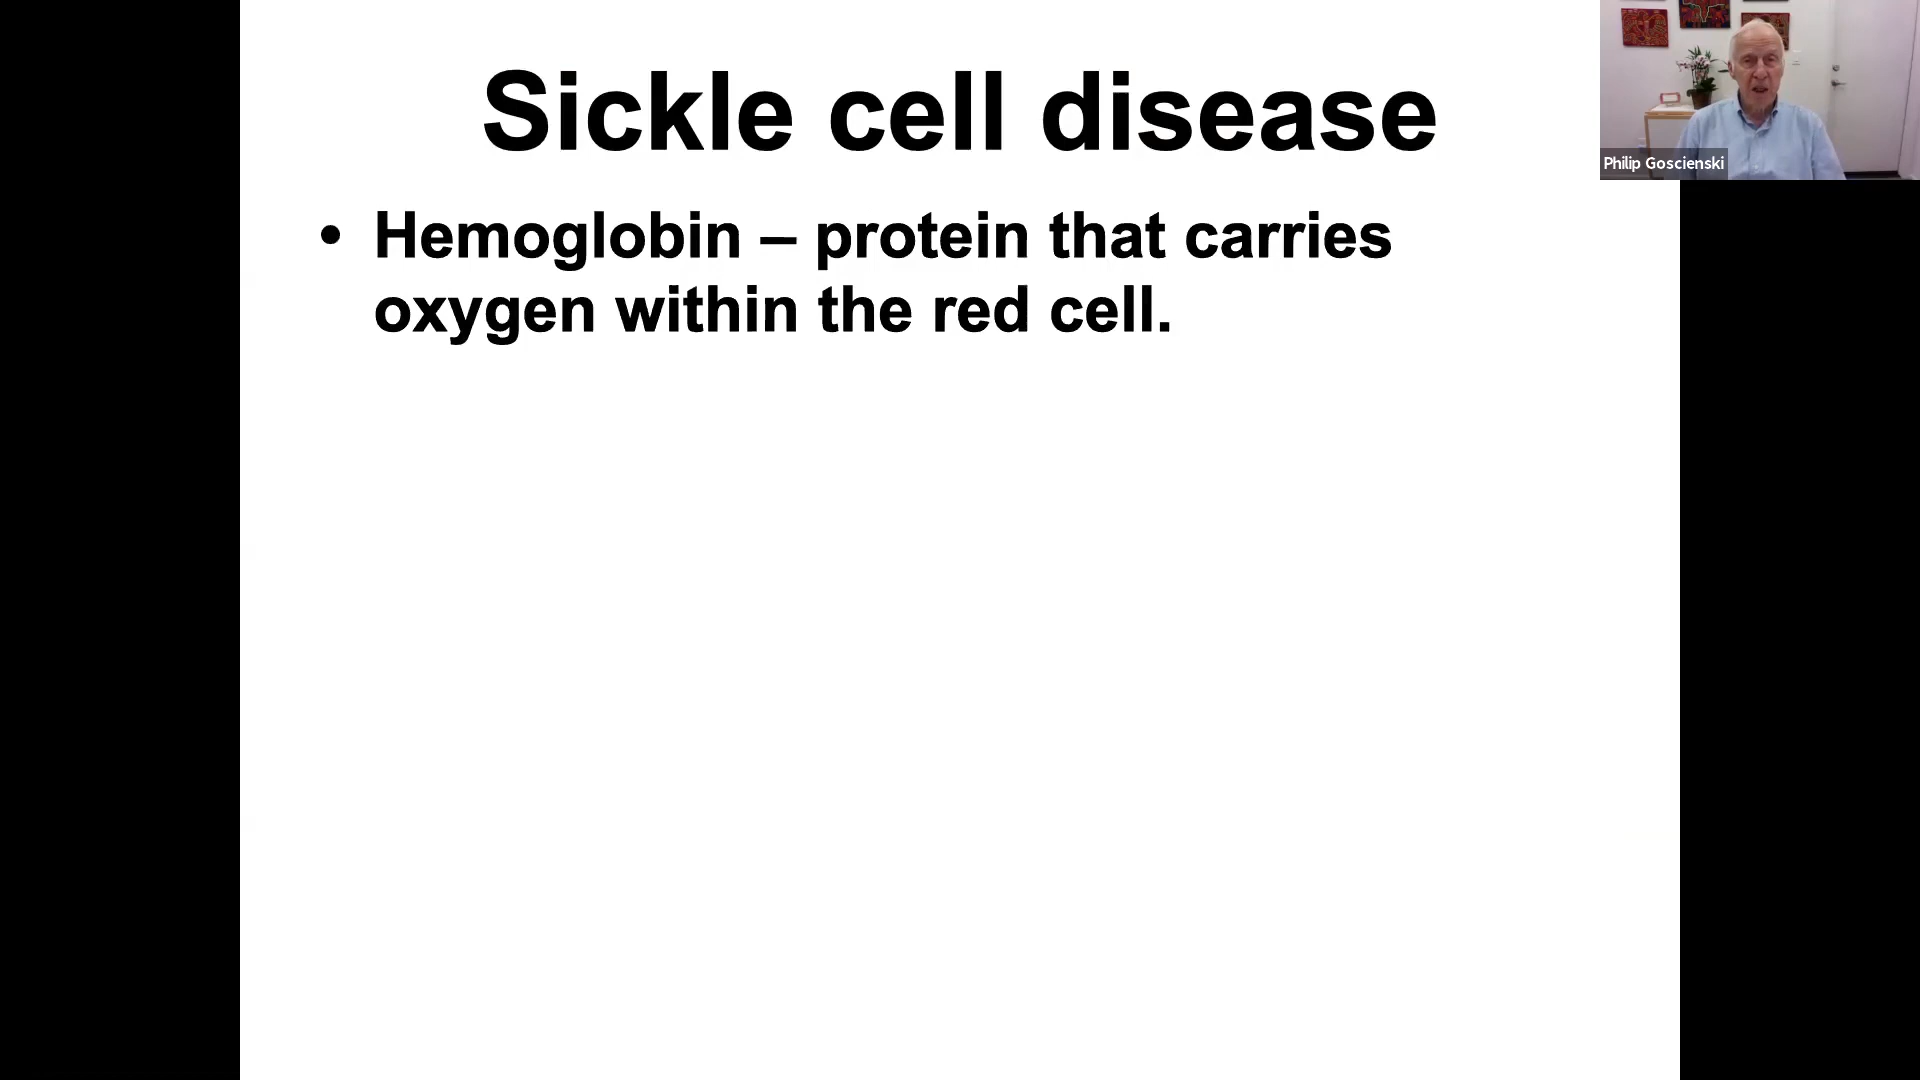 Sickle cell disease
• Hemoglobin – protein that carries
oxygen within the red cell.
Philip Goscienski